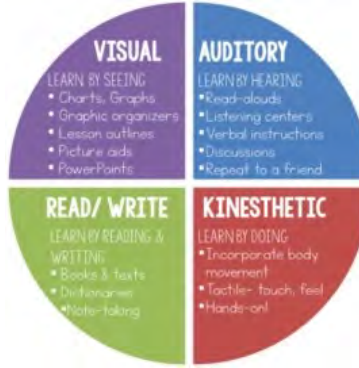 VISUAL
LEARN BY SEEING
• Charts, Graphs
• Graphic organizers
• Lesson outlines
• Picture aids
• PowerPoints
AUDITORY
LEARN BY HEARING
• Read-alouds
• Listening centers
• Verbal instructions
• Discussions
• Repeat to a friend
READ/ WRITE
LEARN BY READING &
WRITING
• Books & texts
• Dictionaries
• Note-taking
KINESTHETIC
LEARN BY DOING
• Incorporate body
movement
• Tactile- touch, feel
• Hands-on!